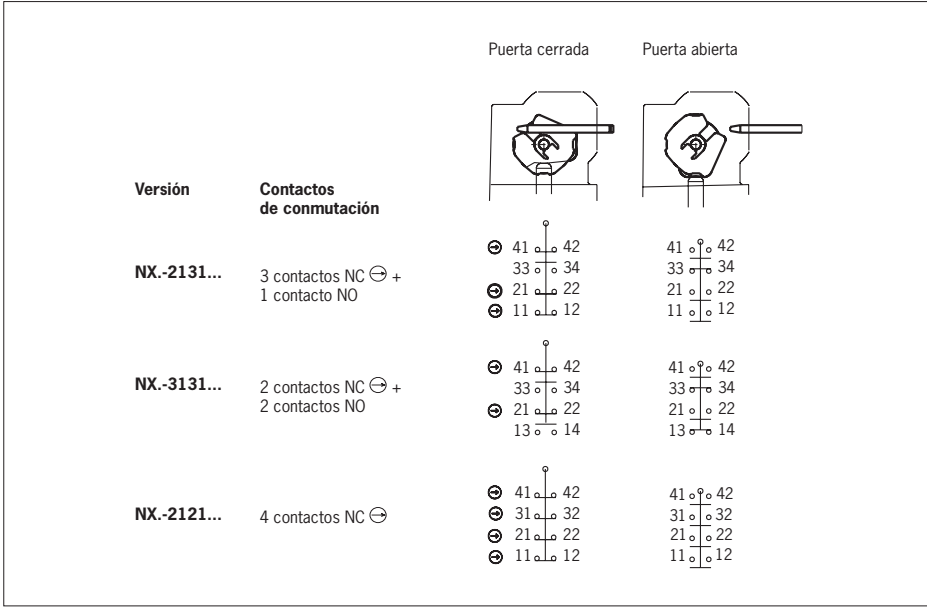 Puerta cerrada Puerta abierta
Versión Contactos
de conmutación
41 42 41 42
33 34 33 34
NX.-2131... 3 contactos NC +
1 contacto NO
21 22 21 22
11 12 11 12
41 42 41 42
NX.-3131... 2 contactos NC +
2 contactos NO
33 34 33 34
21 22 21 22
13 14 13 14
41 42 41 42
NX.-2121... 4 contactos NC
31 32 31 32
21 22 21 22
11 12 11 12